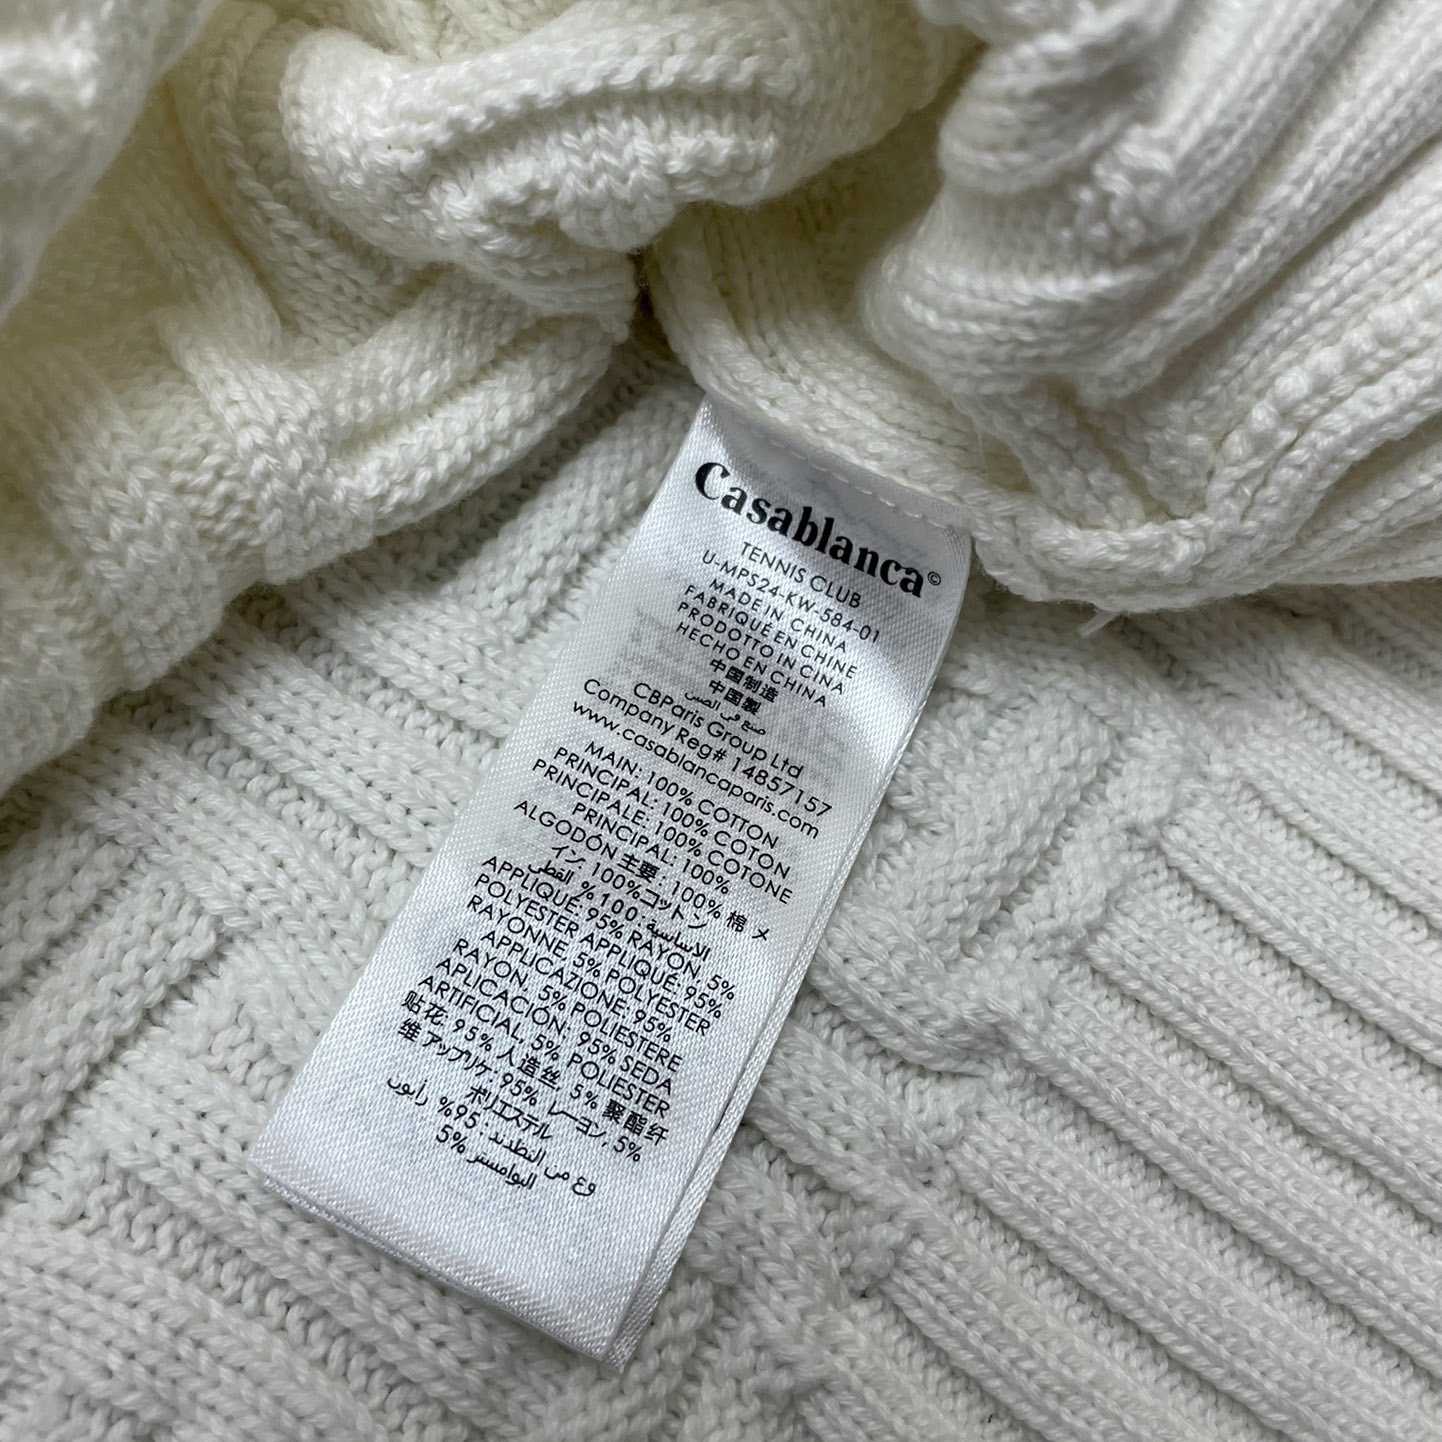 Casablanca©
TENNIS CLUB
U-MPS24-KW-584-01
MADE IN CHINA
FABRIQUÉ EN CHINE
PRODOTTO IN CINA
HECHO EN CHINA
中国制造
中国製
صنع في الصين
CBParis Group Ltd
Company Reg# 14857157
www.casablancaparis.com
MAIN: 100% COTTON
PRINCIPAL: 100% COTON
PRINCIPALE: 100% COTONE
PRINCIPAL: 100%
ALGODÓN 主要: 100% 棉 メ
イン: 100%コットン
الاساسية: 100% القطن
APPLIQUE: 95% RAYON, 5%
POLYESTER APPLIQUÉ: 95%
RAYONNE, 5% POLYESTER
APPLICAZIONE: 95%
RAYON, 5% POLIESTERE
APLICACIÓN: 95% SEDA
ARTIFICIAL, 5% POLIESTER
贴花: 95% 人造丝, 5% 聚酯纤
维 アップリケ: 95% レーヨン, 5%
ポリエステル
وع من التطديد: 95% رأيون
5% البوامستر